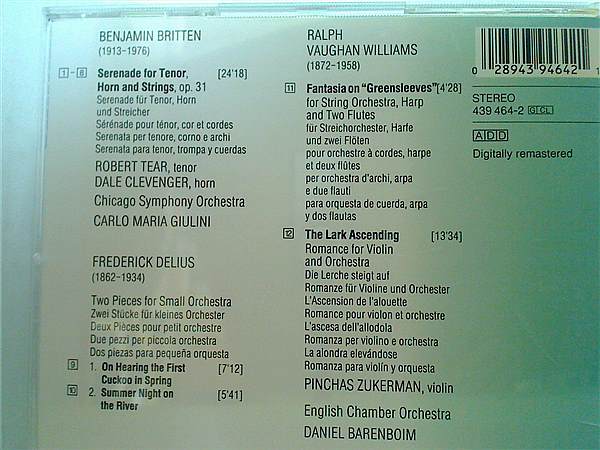 BENJAMIN BRITTEN
(1913-1976)
1 - 8 Serenade for Tenor, [24'18]
Horn and Strings, op. 31
Serenade für Tenor, Horn
und Streicher
Sérénade pour ténor, cor et cordes
Serenata per tenore, corno e archi
Serenata para tenor, trompa y cuerdas
ROBERT TEAR, tenor
DALE CLEVENGER, horn
Chicago Symphony Orchestra
CARLO MARIA GIULINI
FREDERICK DELIUS
(1862-1934)
Two Pieces for Small Orchestra
Zwei Stücke für kleines Orchester
Deux Pièces pour petit orchestre
Due pezzi per piccola orchestra
Dos piezas para pequeña orquesta
9 1. On Hearing the First [7'12]
Cuckoo in Spring
10 2. Summer Night on [5'41]
the River
RALPH
VAUGHAN WILLIAMS
(1872-1958)
11 Fantasia on "Greensleeves" [4'28]
for String Orchestra, Harp
and Two Flutes
für Streichorchester, Harfe
und zwei Flöten
pour orchestre à cordes, harpe
et deux flûtes
per orchestra d'archi, arpa
e due flauti
para orquesta de cuerda, arpa
y dos flautas
12 The Lark Ascending [13'34]
Romance for Violin
and Orchestra
Die Lerche steigt auf
Romanze für Violine und Orchester
L'Ascension de l'alouette
Romance pour violon et orchestre
L'ascesa dell'allodola
Romanza per violino e orchestra
La alondra elevándose
Romanza para violín y orquesta
PINCHAS ZUKERMAN, violin
English Chamber Orchestra
DANIEL BARENBOIM
0 28943 94642 1
STEREO
439 464-2 GCL
ADD
Digitally remastered